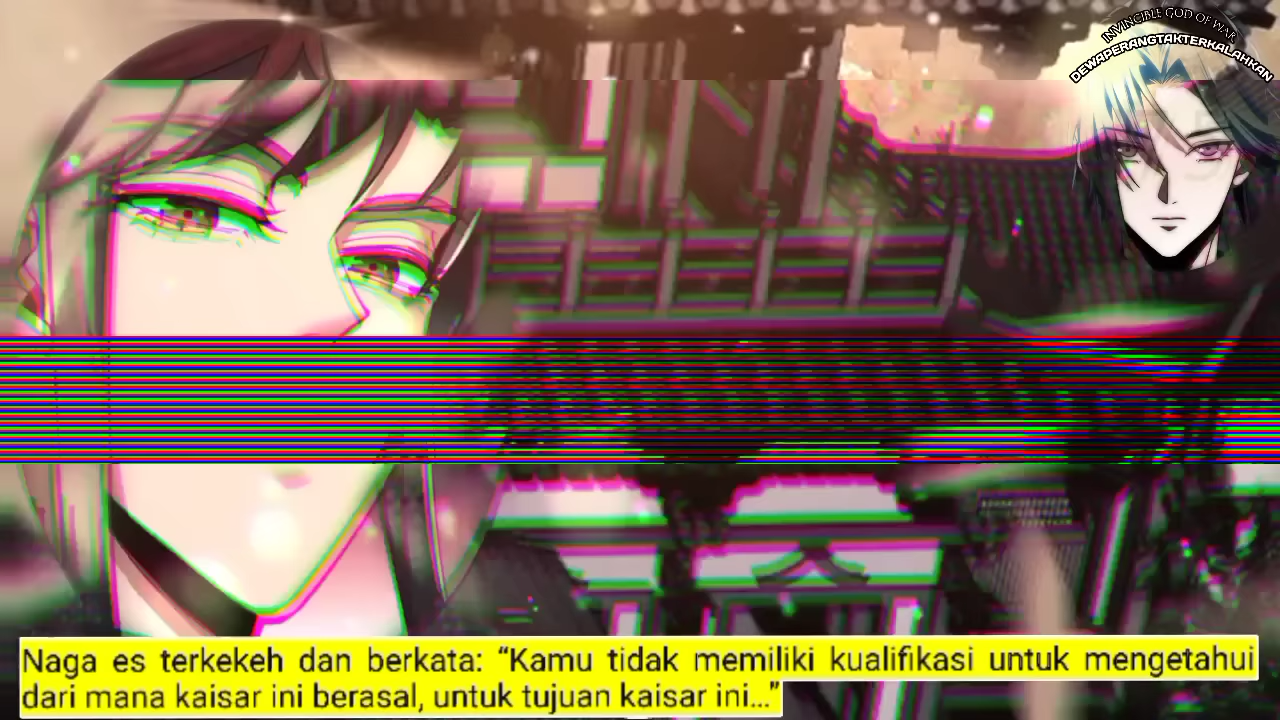 INVINCIBLE GOD OF WAR
DEWAPERANGTAKTERKALAHKAN
Naga es terkekeh dan berkata: “Kamu tidak memiliki kualifikasi untuk mengetahui
dari mana kaisar ini berasal, untuk tujuan kaisar ini...”